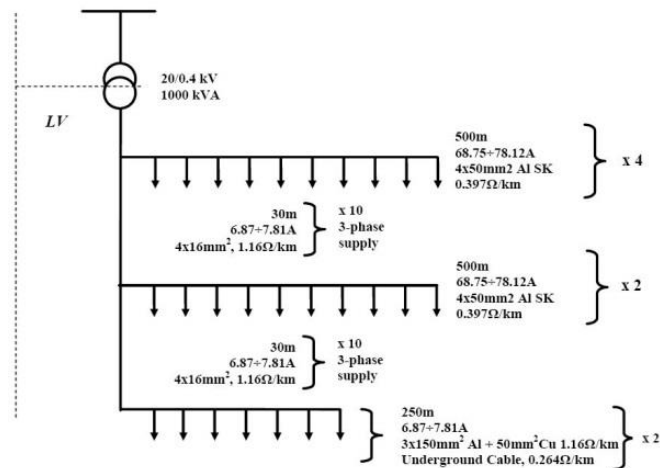 20/0.4 kV
1000 kVA
LV
500m
68.75÷78.12A
4x50mm2 Al SK
0.397Ω/km
x 4
30m
6.87÷7.81A
4x16mm², 1.16Ω/km
x 10
3-phase
supply
500m
68.75÷78.12A
4x50mm2 Al SK
0.397Ω/km
x 2
30m
6.87÷7.81A
4x16mm², 1.16Ω/km
x 10
3-phase
supply
250m
6.87÷7.81A
3x150mm² Al + 50mm²Cu 1.16Ω/km
Underground Cable, 0.264Ω/km
x 2